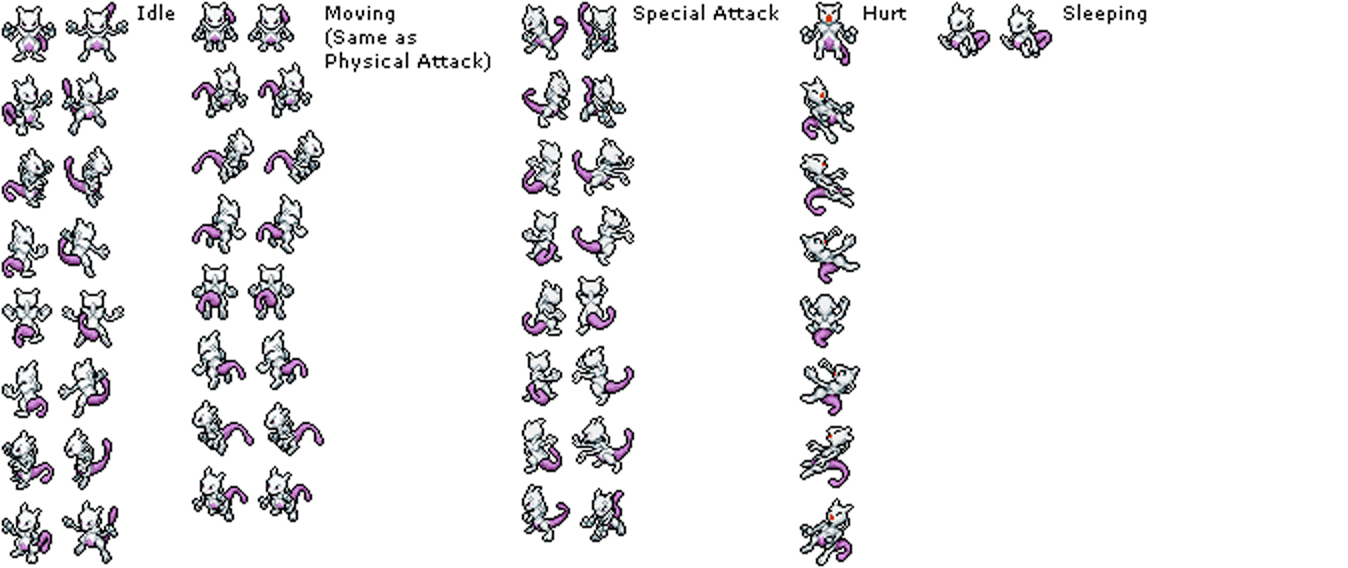 Idle
Moving
(Same as
Physical Attack)
Special Attack
Hurt
Sleeping